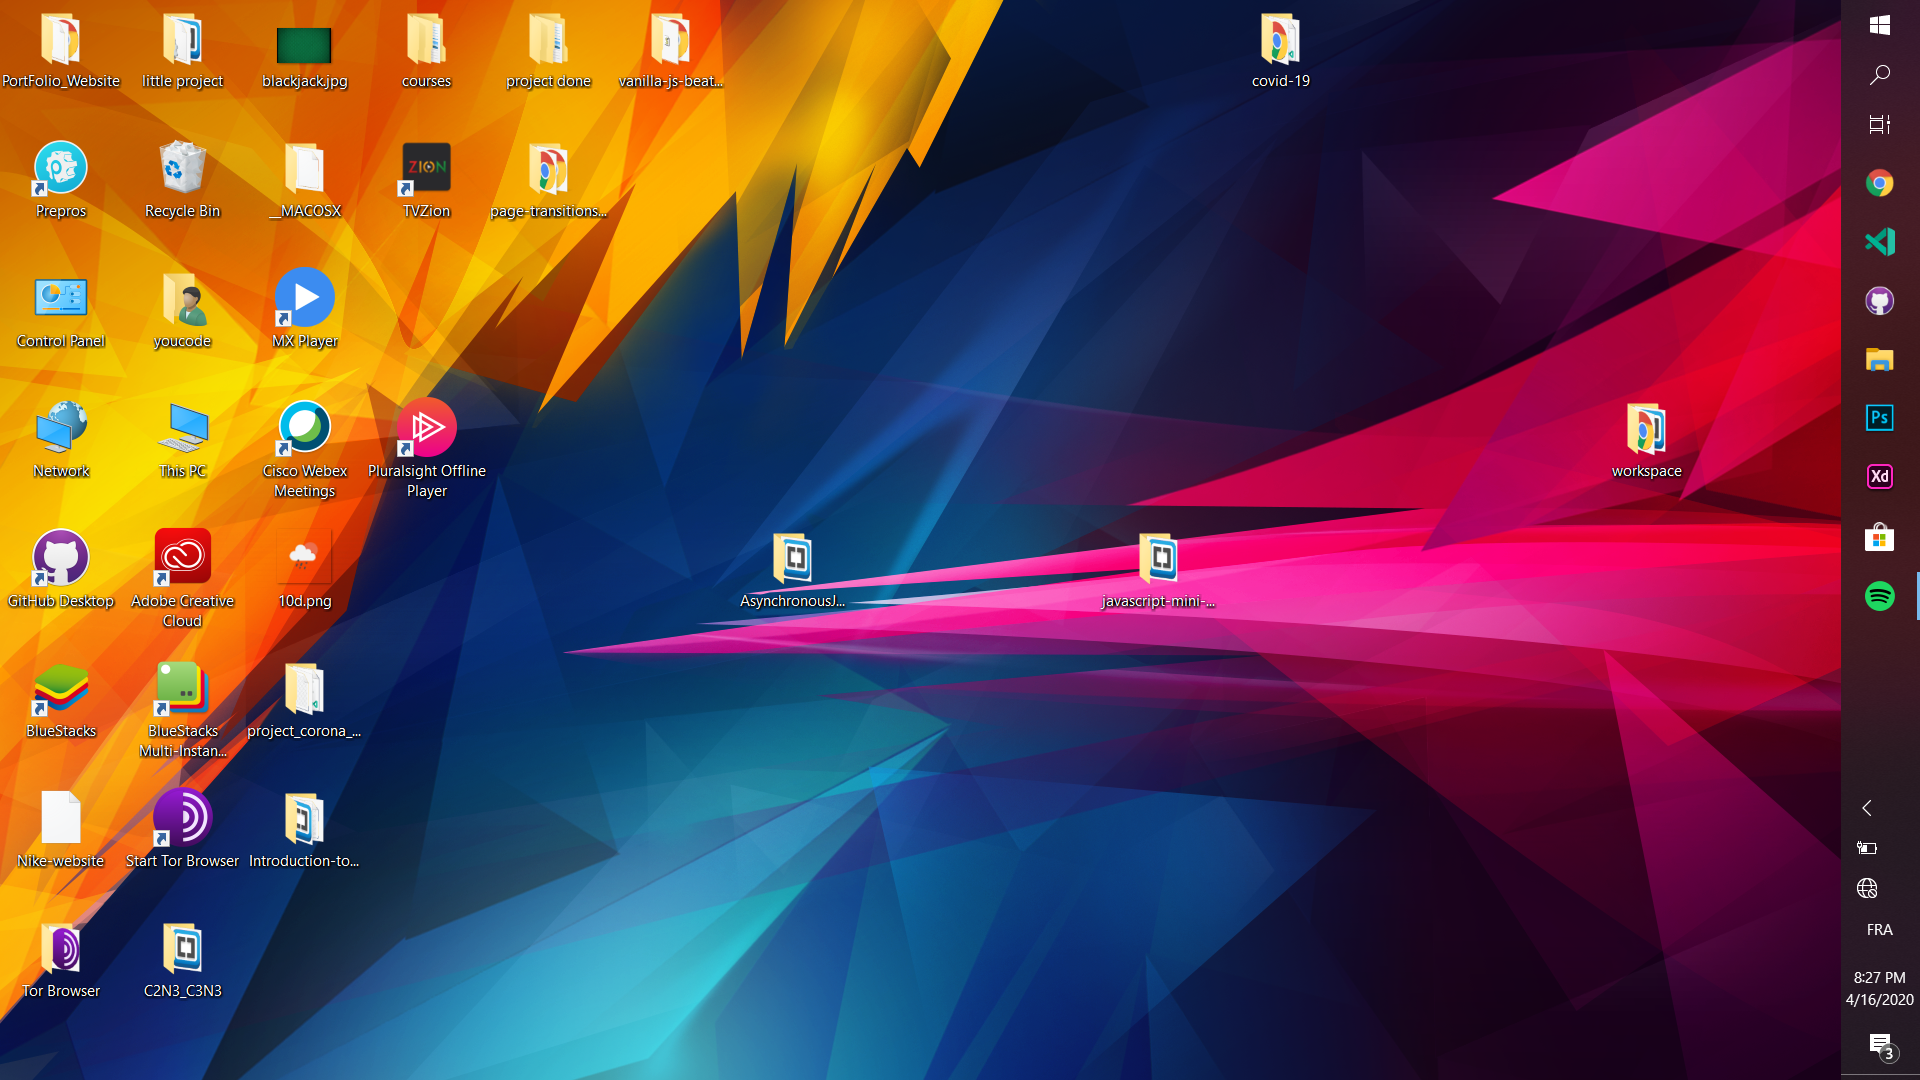 PortFolio_Website
little project
blackjack.jpg
courses
project done
vanilla-js-beat...
covid-19
Prepros
Recycle Bin
__MACOSX
ZION
TVZion
page-transitions...
Control Panel
youcode
MX Player
Network
This PC
Cisco Webex
Meetings
Pluralsight Offline
Player
workspace
GitHub Desktop
Adobe Creative
Cloud
10d.png
AsynchronousJ...
javascript-mini-...
BlueStacks
BlueStacks
Multi-Instan...
project_corona_...
Nike-website
Start Tor Browser
Introduction-to...
Tor Browser
C2N3_C3N3
Ps
Xd
FRA
8:27 PM
4/16/2020
3